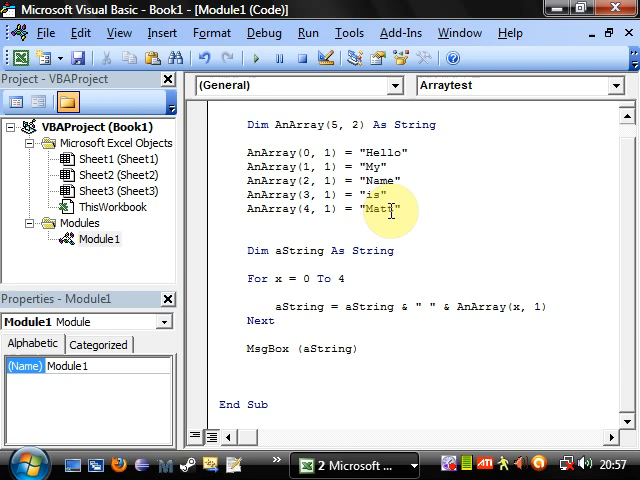 Microsoft Visual Basic - Book1 - [Module1 (Code)]
File Edit View Insert Format Debug Run Tools Add-Ins Window Help
Project - VBAProject
(General)
Arraytest
VBAProject (Book1)
Microsoft Excel Objects
Sheet1 (Sheet1)
Sheet2 (Sheet2)
Sheet3 (Sheet3)
ThisWorkbook
Modules
Module1
Properties - Module1
Module1 Module
Alphabetic Categorized
(Name) Module1
Dim AnArray(5, 2) As String
AnArray(0, 1) = "Hello"
AnArray(1, 1) = "My"
AnArray(2, 1) = "Name"
AnArray(3, 1) = "is"
AnArray(4, 1) = "Matt"
Dim aString As String
For x = 0 To 4
aString = aString & " " & AnArray(x, 1)
Next
MsgBox (aString)
End Sub
2 Microsoft ...
ATI
20:57